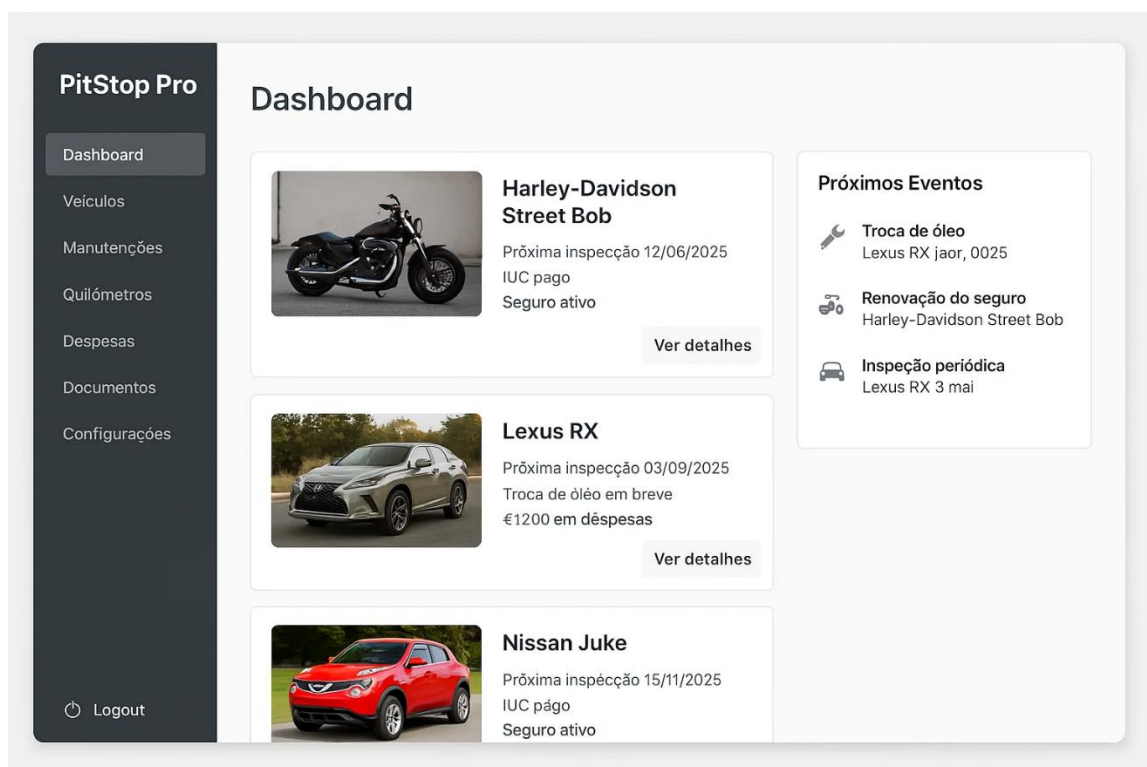 PitStop Pro
Dashboard
Veículos
Manutenções
Quilómetros
Despesas
Documentos
Configuraçóes
Logout
Dashboard
Harley-Davidson
Street Bob
Prõxima inspecção 12/06/2025
IUC pago
Seguro ativo
Ver detalhes
Lexus RX
Prõxima inspecção 03/09/2025
Troca de òléo em breve
€1200 em déspesas
Ver detalhes
Nissan Juke
Prõxima inspécção 15/11/2025
IUC págo
Seguro ativo
Próximos Eventos
Troca de óleo
Lexus RX jaor, 0025
Renovação do seguro
Harley-Davidson Street Bob
Inspeção periódica
Lexus RX 3 mai